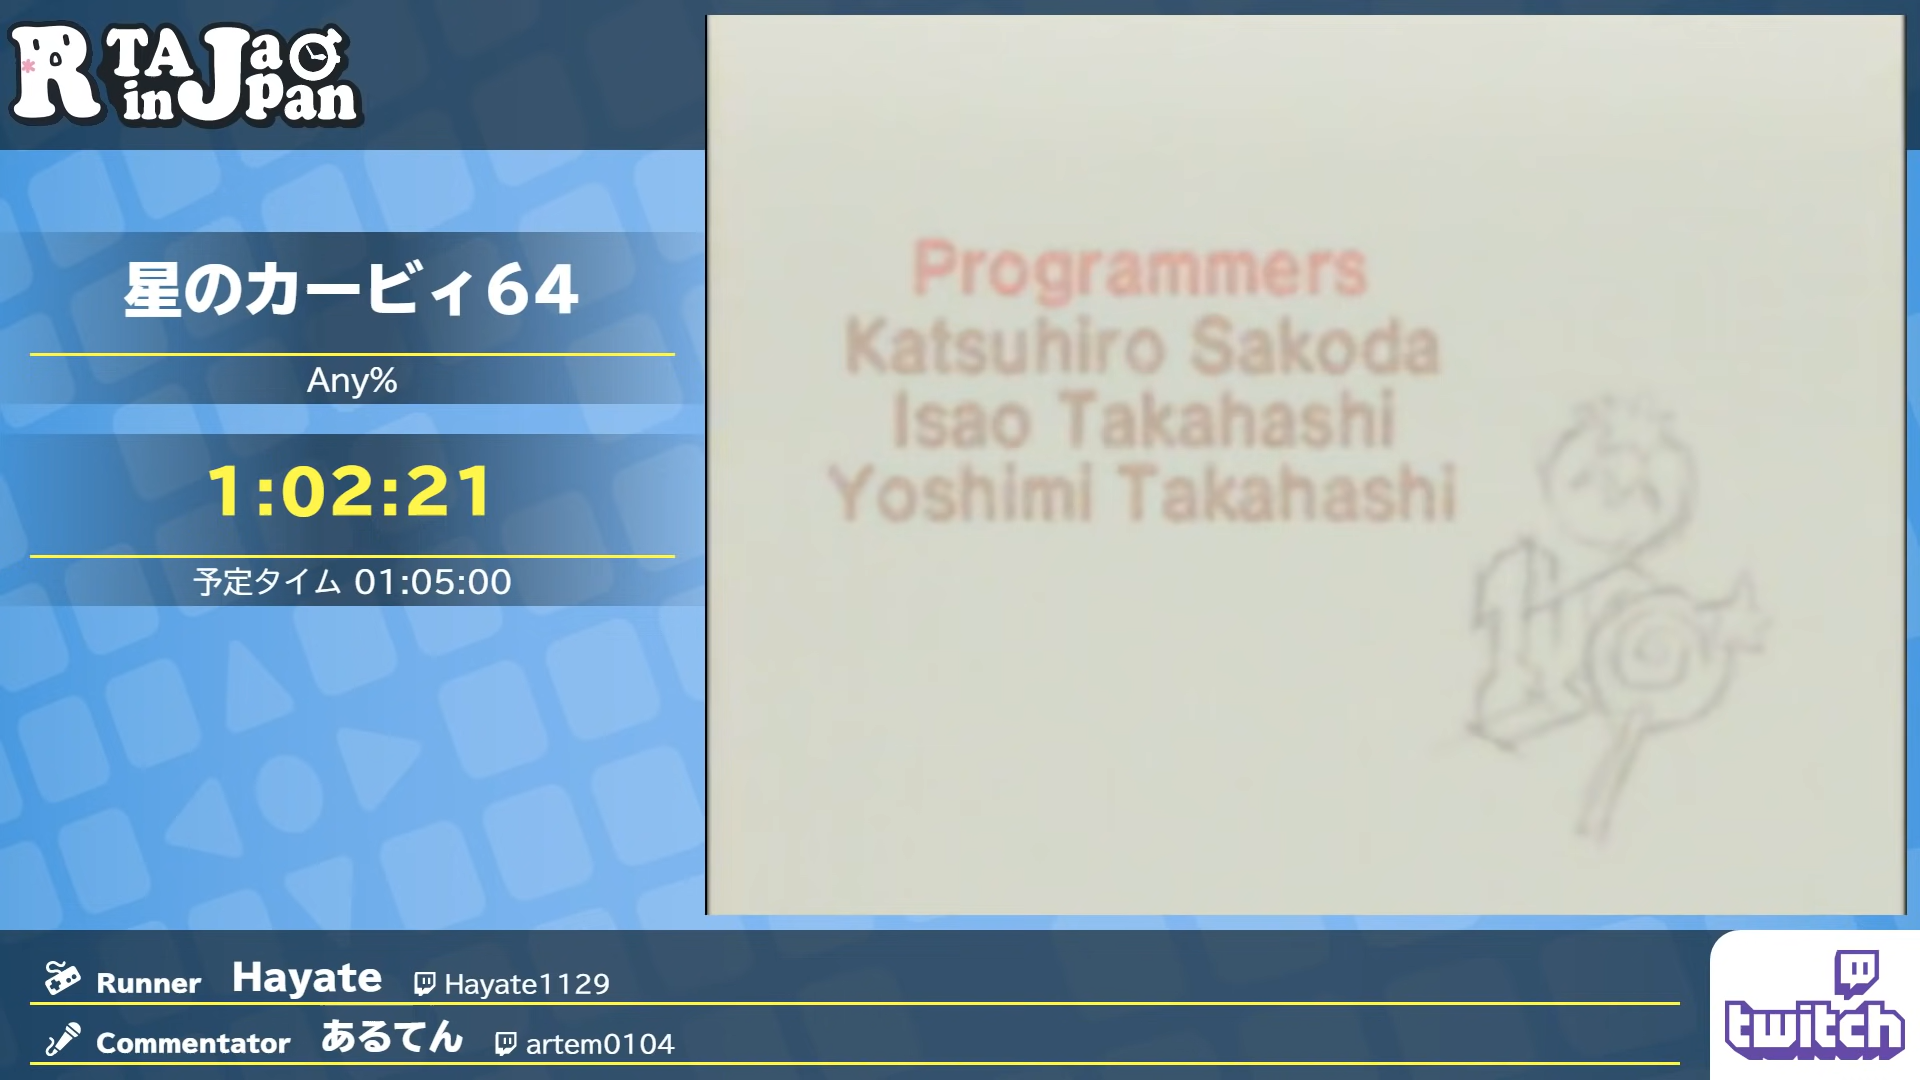 RTA in Japan
星のカービィ64
Any%
1:02:21
予定タイム 01:05:00
Programmers
Katsuhiro Sakoda
Isao Takahashi
Yoshimi Takahashi
Runner Hayate Hayate1129
Commentator あるてん artem0104
twitch